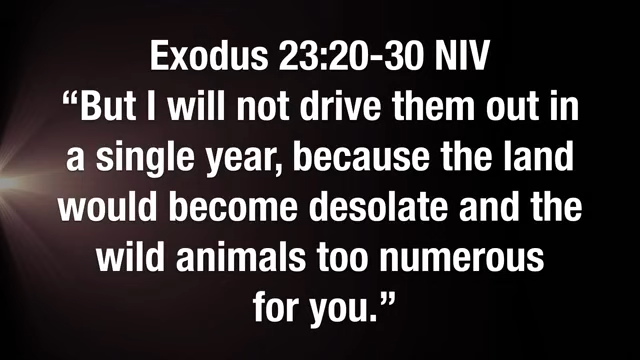 Exodus 23:20-30 NIV
“But I will not drive them out in
a single year, because the land
would become desolate and the
wild animals too numerous
for you.”